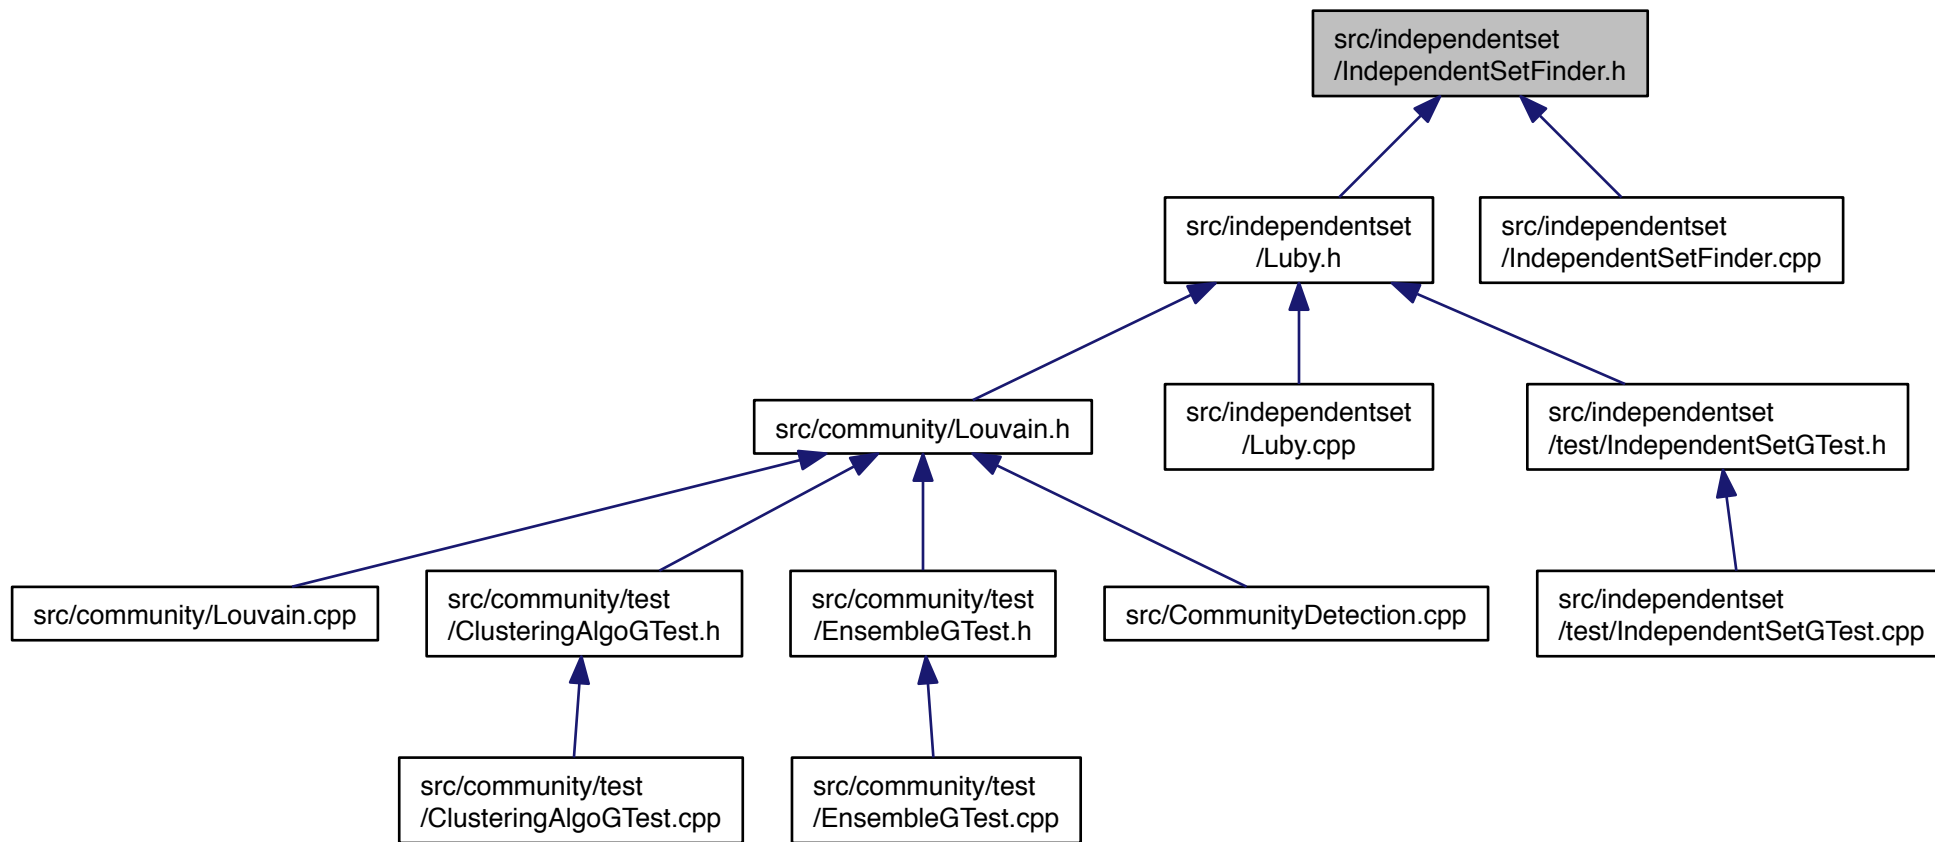 src/independentset
/IndependentSetFinder.h
src/independentset
/Luby.h
src/independentset
/IndependentSetFinder.cpp
src/community/Louvain.h
src/independentset
/Luby.cpp
src/independentset
/test/IndependentSetGTest.h
src/community/Louvain.cpp
src/community/test
/ClusteringAlgoGTest.h
src/community/test
/EnsembleGTest.h
src/CommunityDetection.cpp
src/independentset
/test/IndependentSetGTest.cpp
src/community/test
/ClusteringAlgoGTest.cpp
src/community/test
/EnsembleGTest.cpp